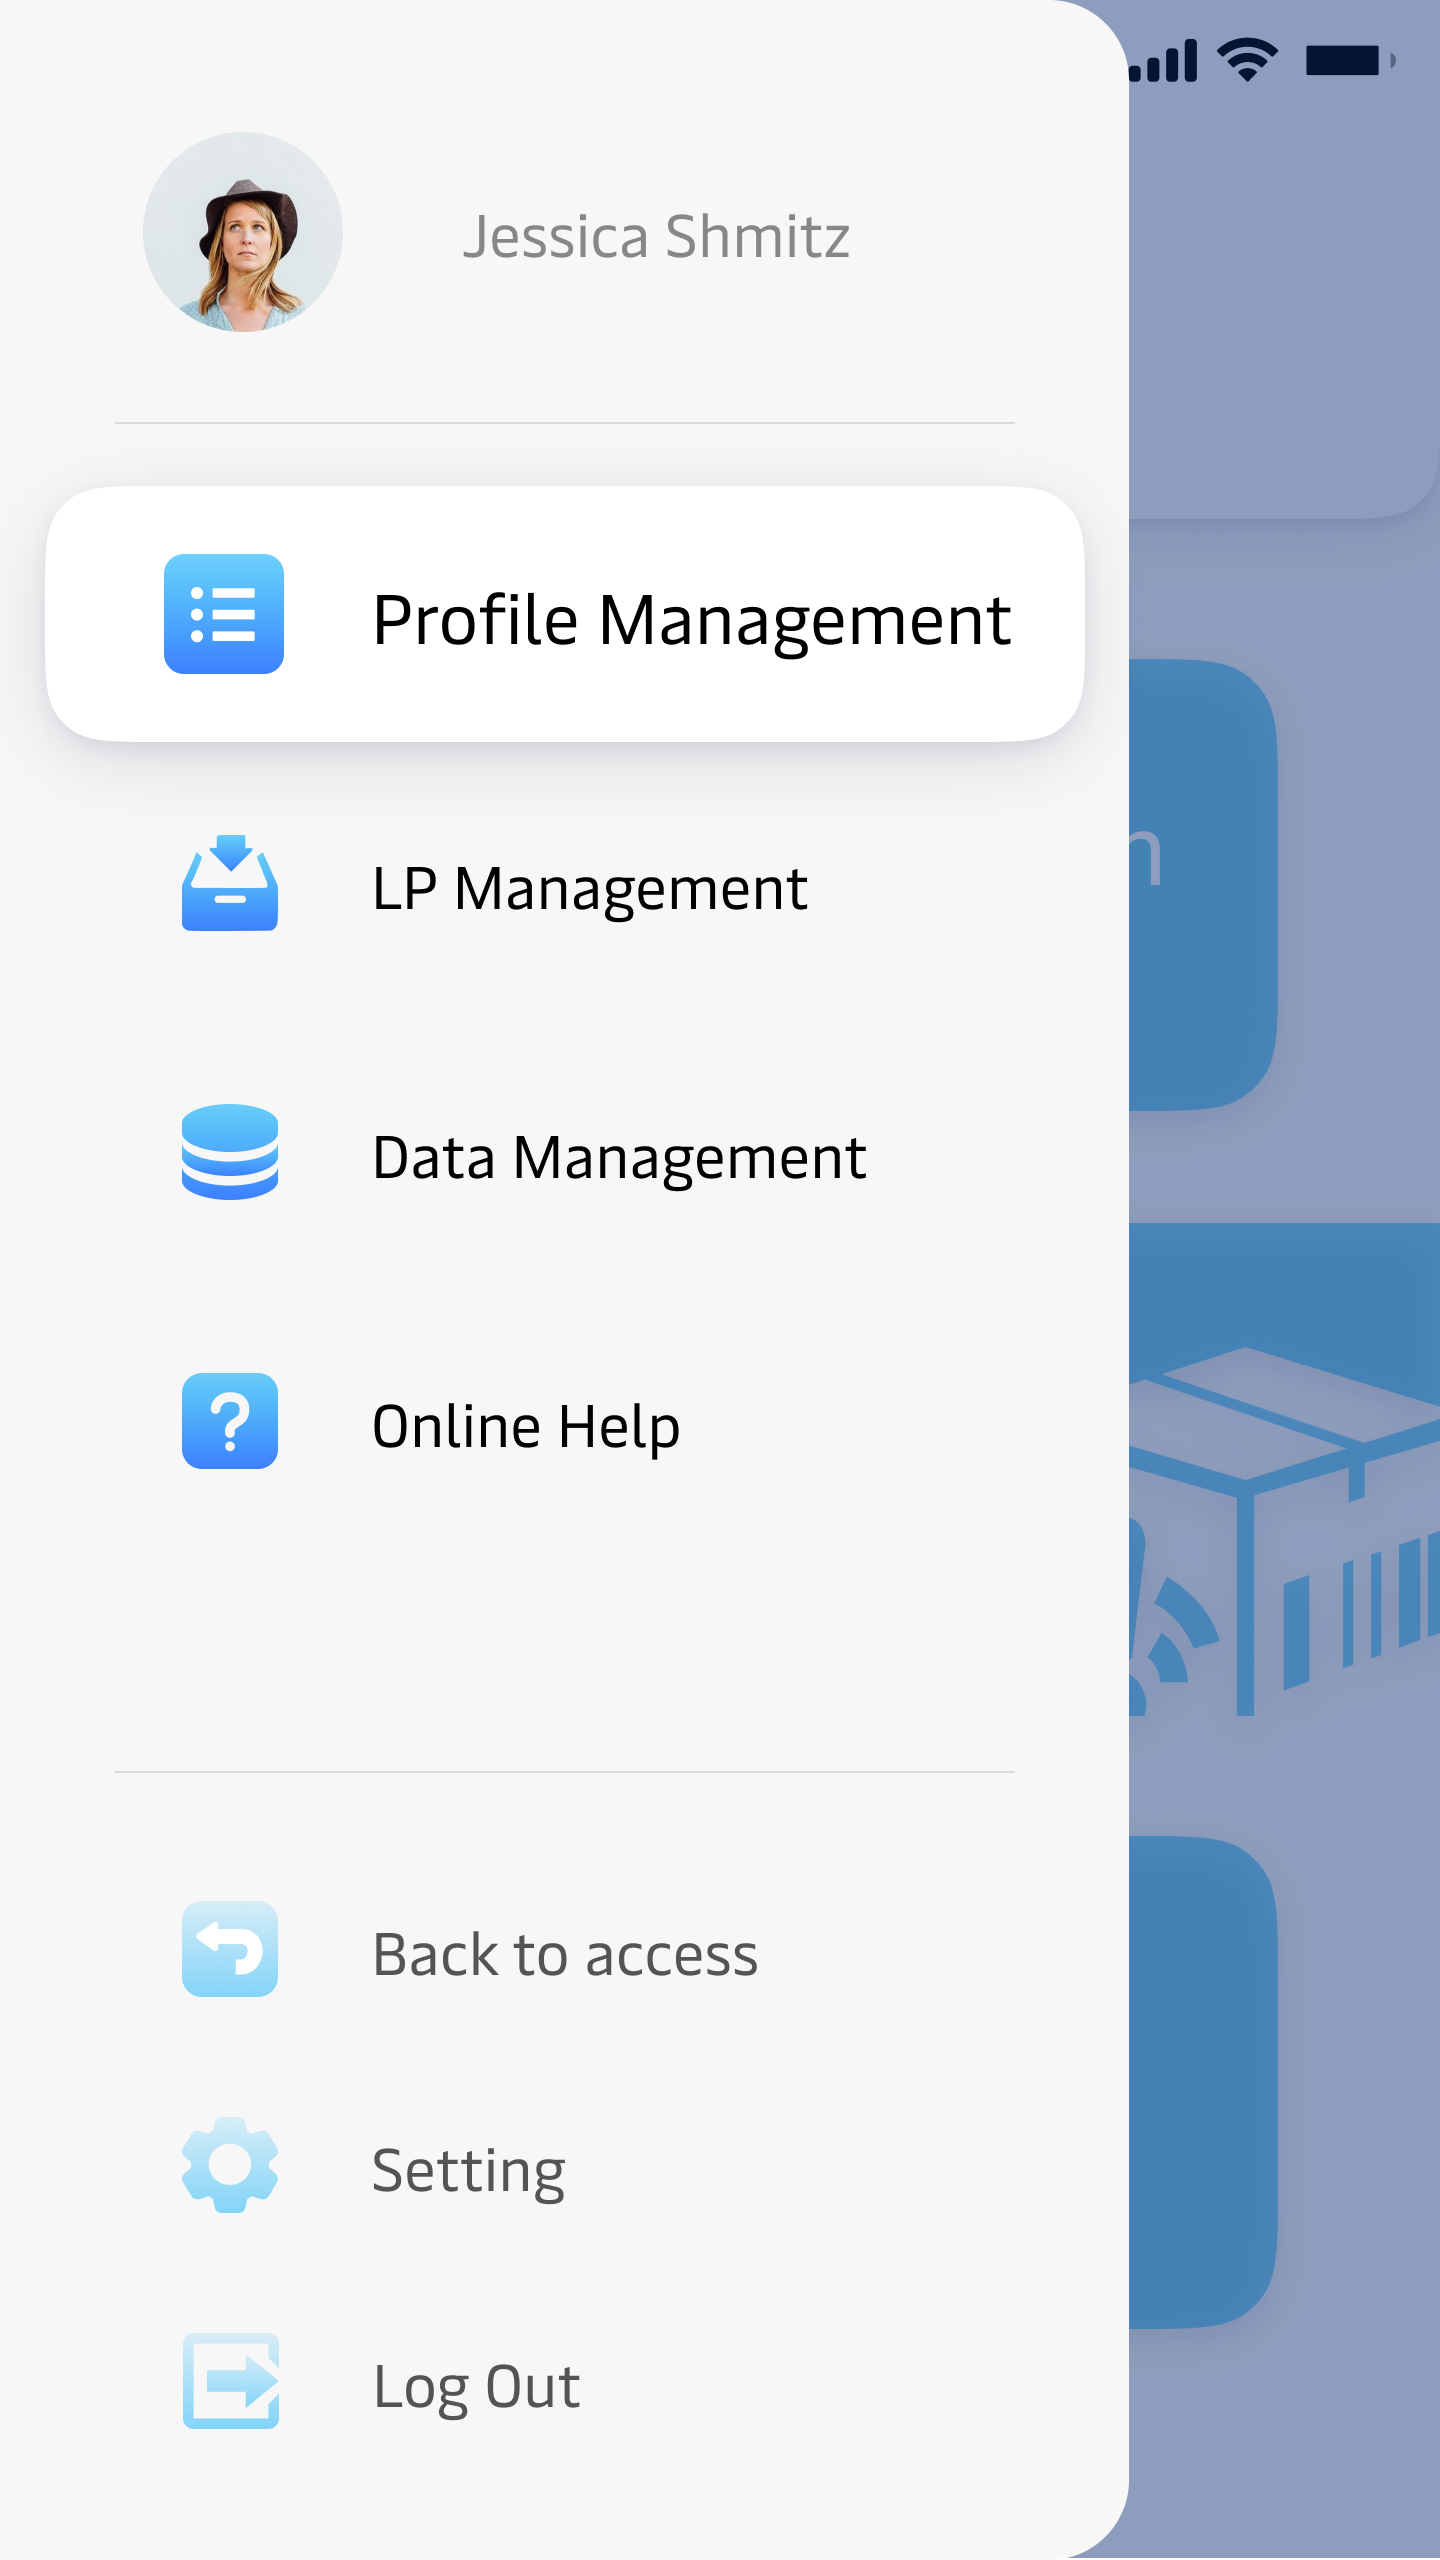 Jessica Shmitz
Profile Management
LP Management
Data Management
Online Help
Back to access
Setting
Log Out